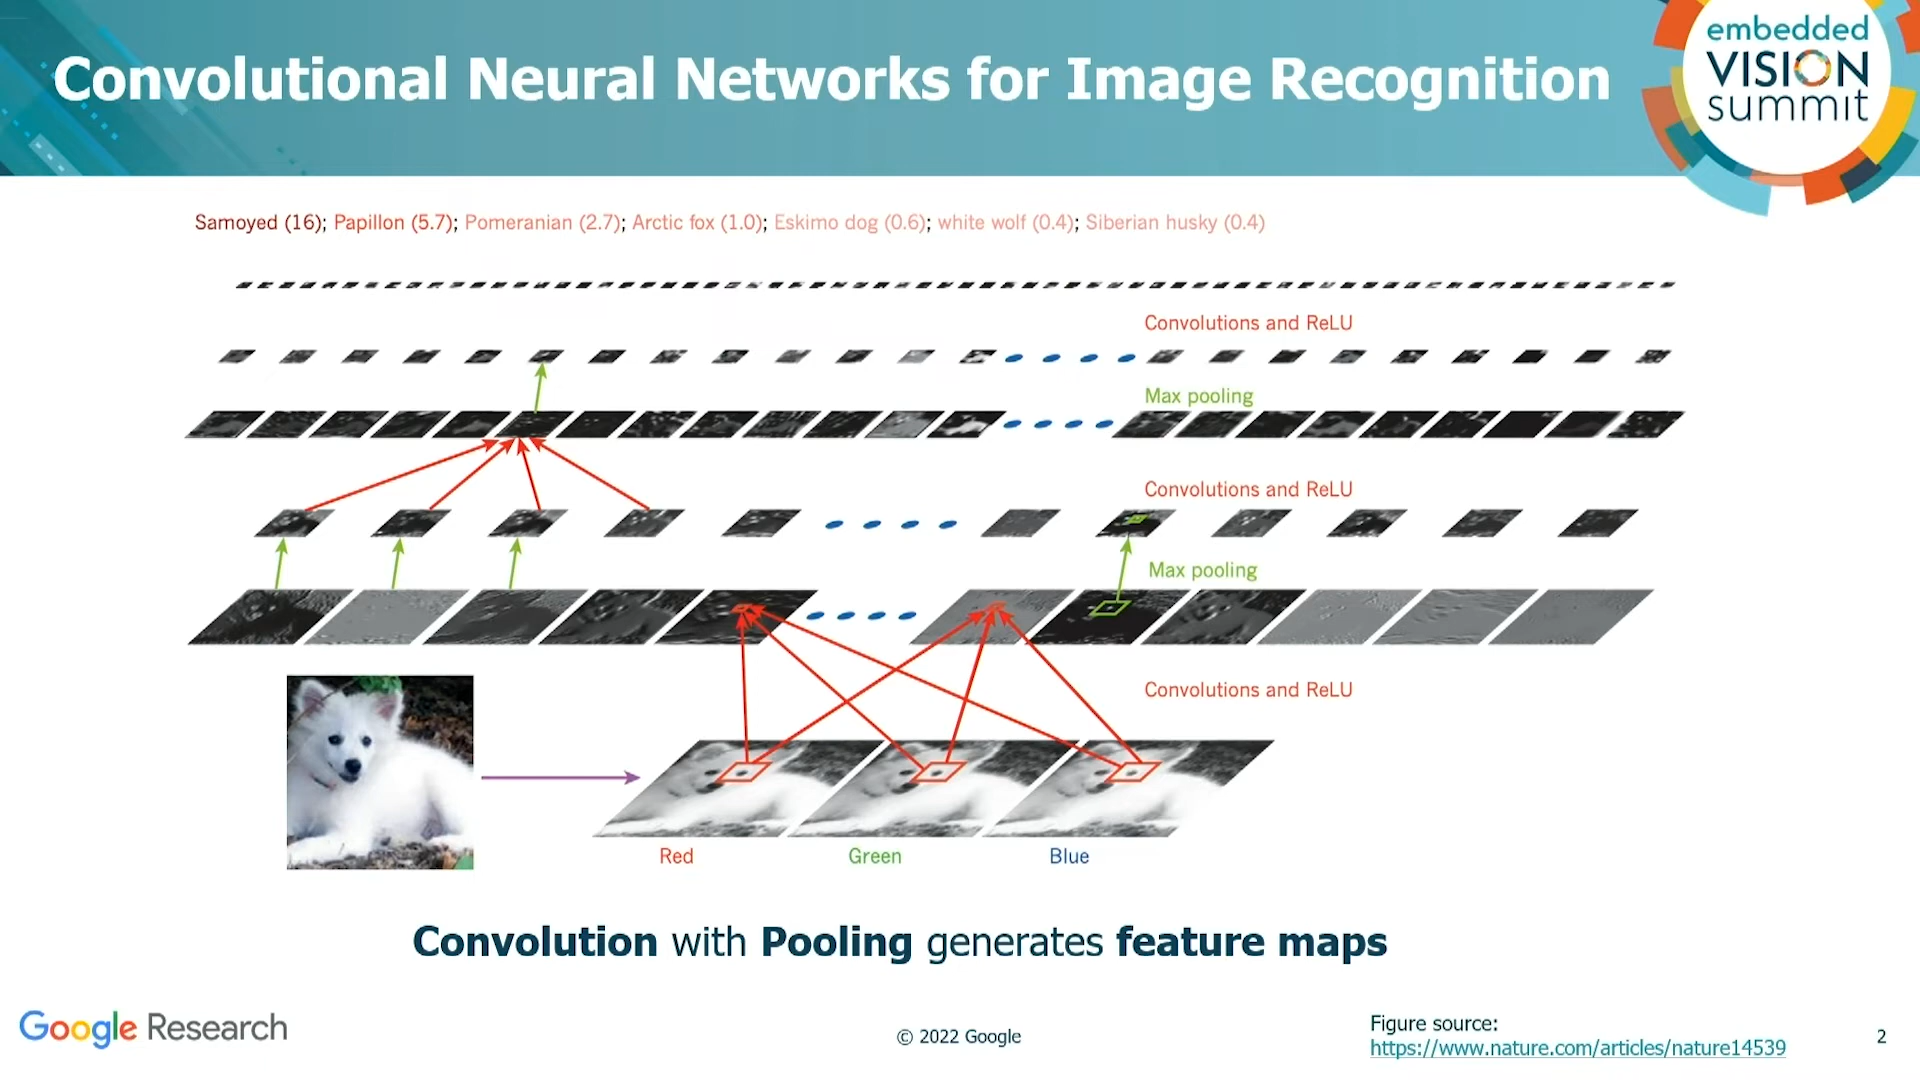 Convolutional Neural Networks for Image Recognition
embedded
VISION
summit
Samoyed (16); Papillon (5.7); Pomeranian (2.7); Arctic fox (1.0); Eskimo dog (0.6); white wolf (0.4); Siberian husky (0.4)
Convolutions and ReLU
Max pooling
Convolutions and ReLU
Max pooling
Convolutions and ReLU
Red
Green
Blue
Convolution with Pooling generates feature maps
Google Research
© 2022 Google
Figure source:
https://www.nature.com/articles/nature14539
2